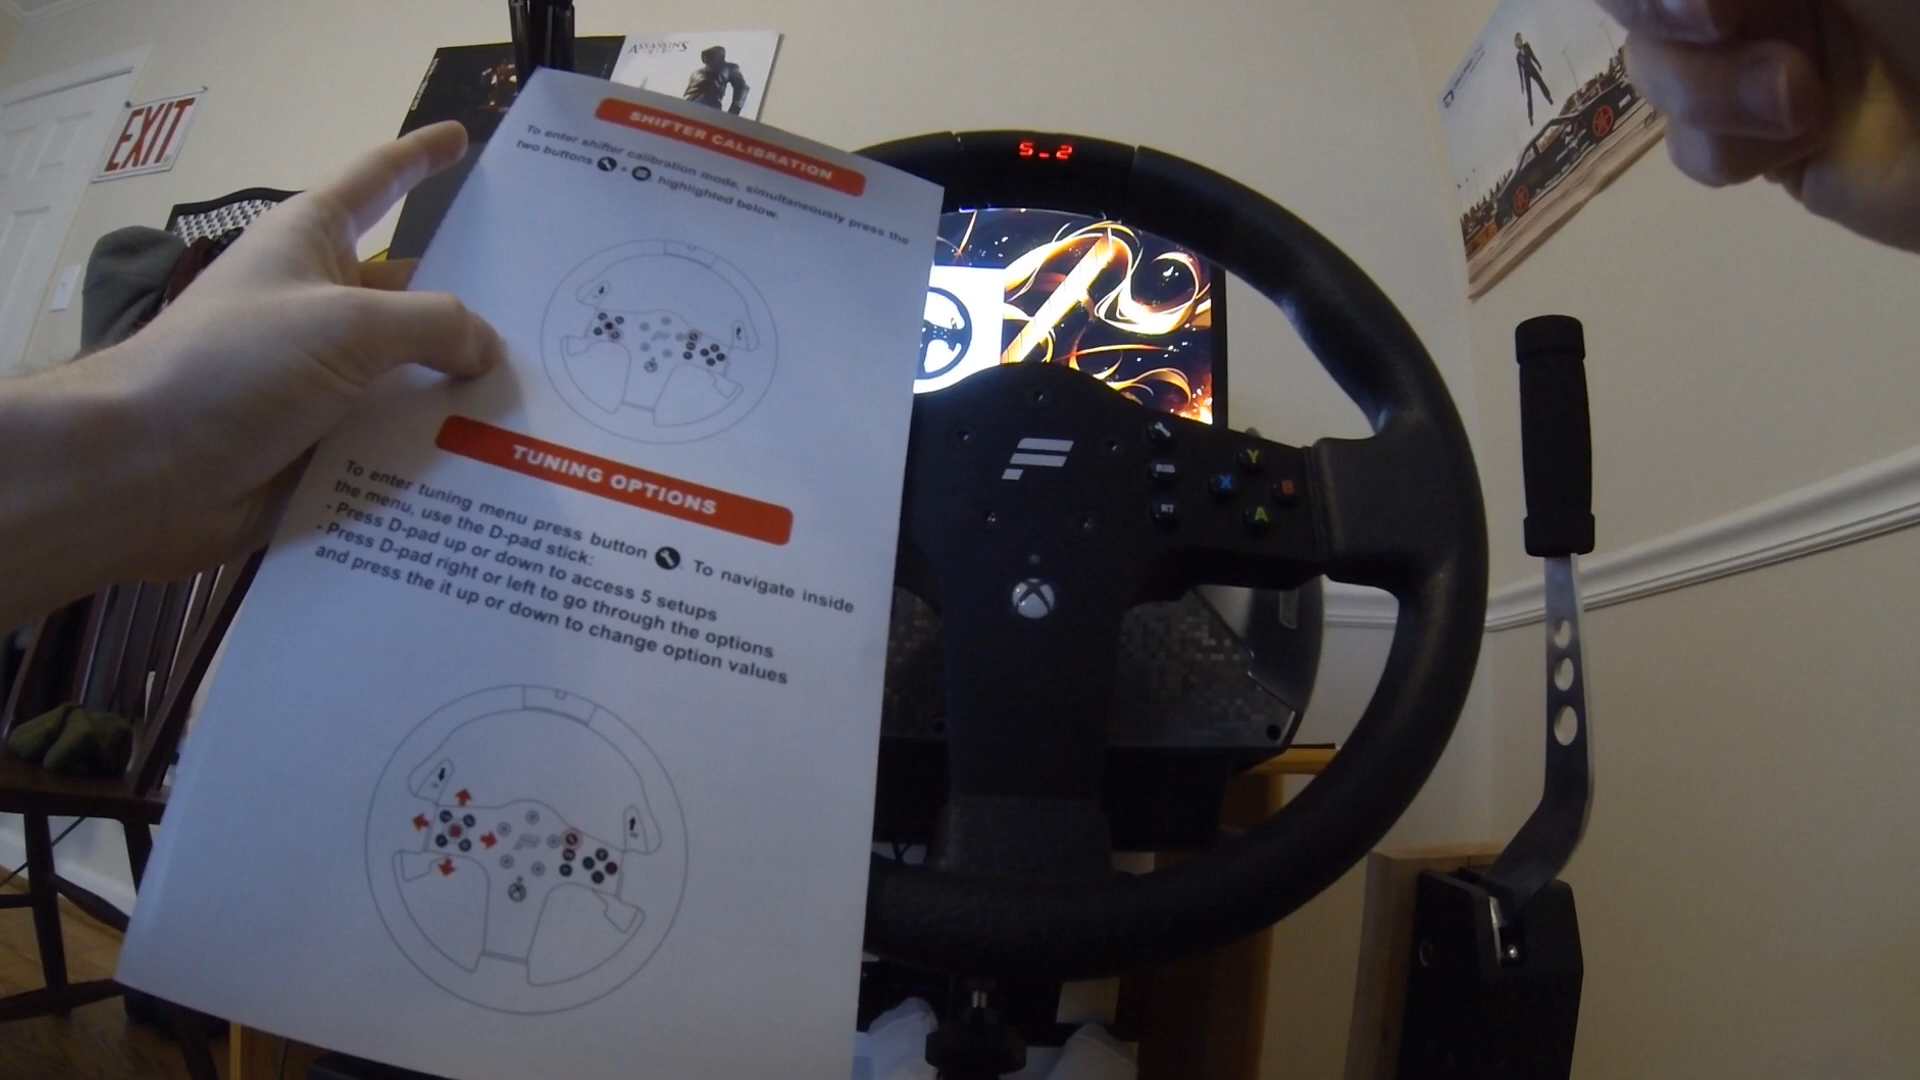 EXIT
ASSASSIN'S
SHIFTER CALIBRATION
To enter shifter calibration mode, simultaneously press the
two buttons + highlighted below.
TUNING OPTIONS
To enter tuning menu press button . To navigate inside
the menu, use the D-pad stick:
- Press D-pad up or down to access 5 setups
- Press D-pad right or left to go through the options
and press the it up or down to change option values
S_2
RSB
RT
Y
X
B
A